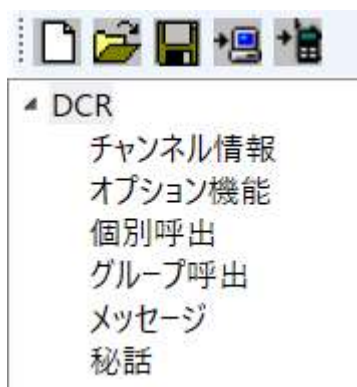 DCR
チャンネル情報
オプション機能
個別呼出
グループ呼出
メッセージ
秘話